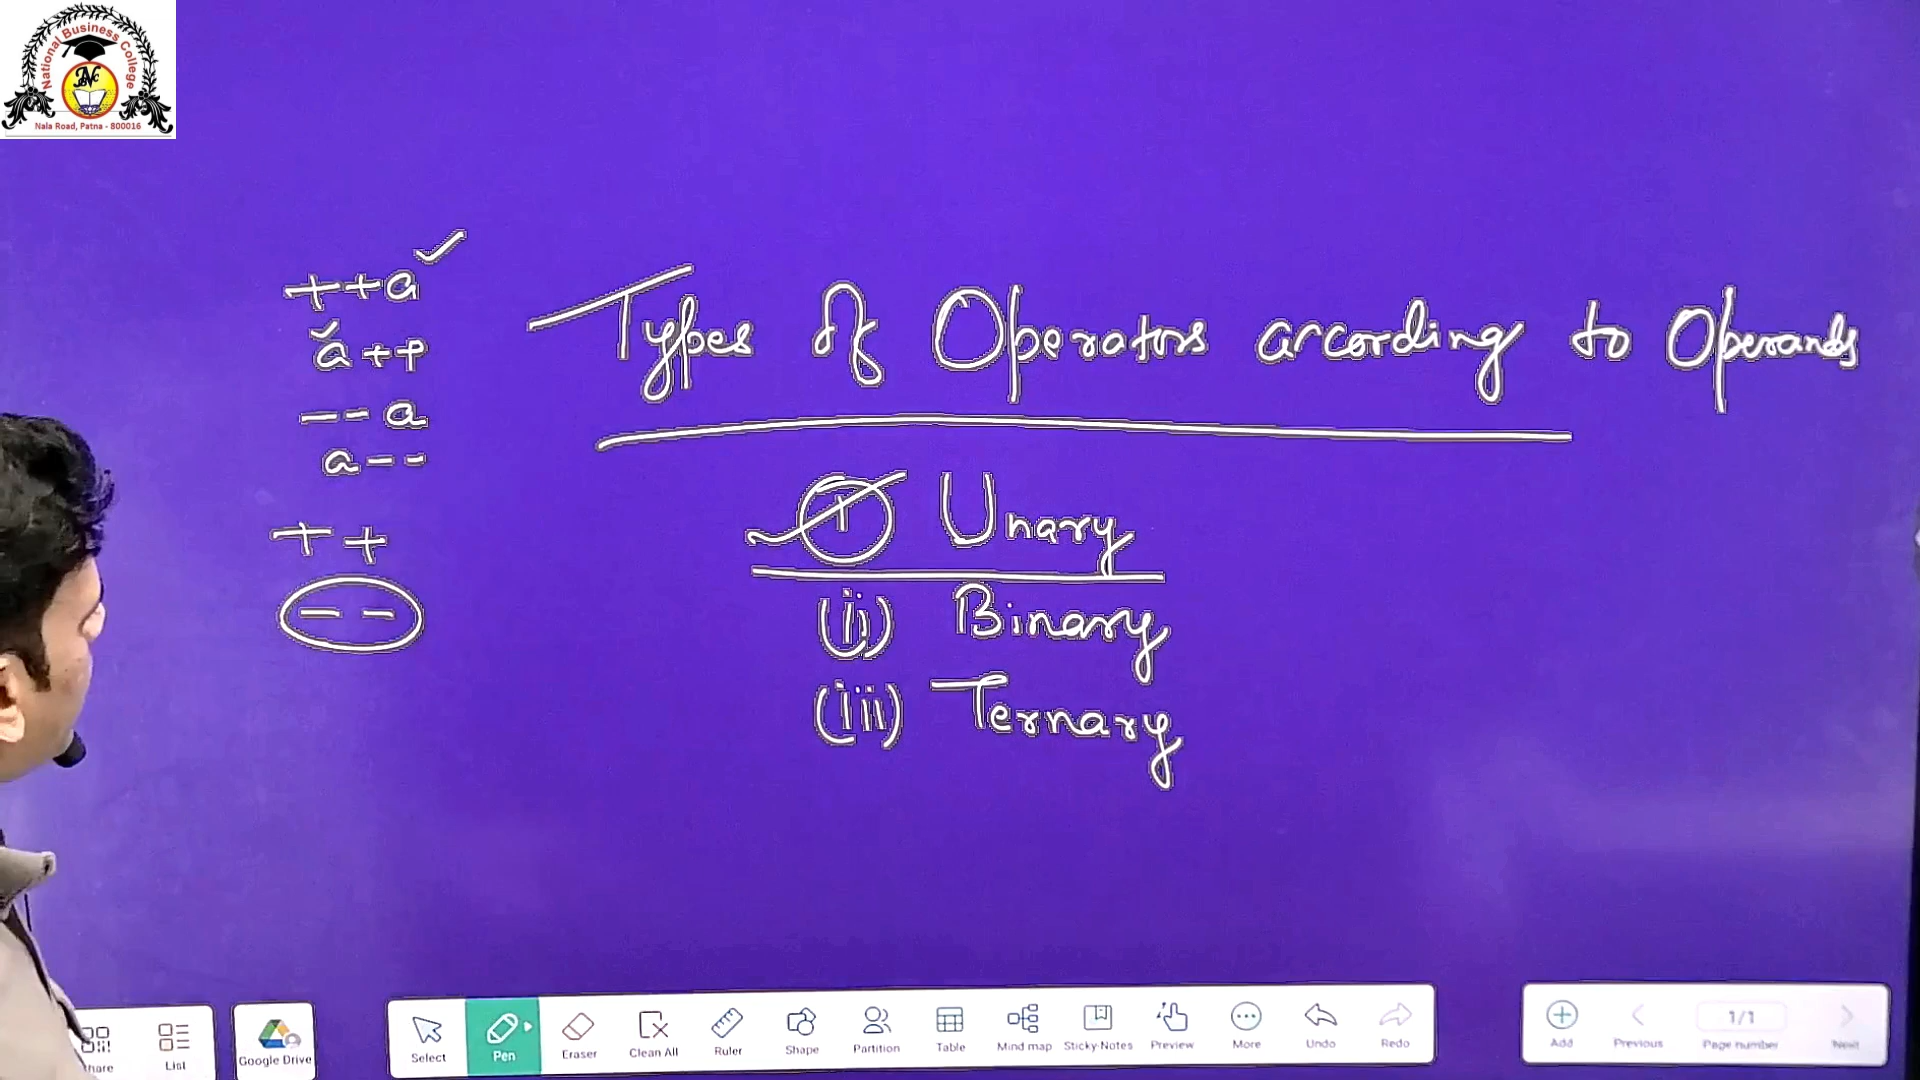 National Business College
NBC
Nala Road, Patna - 800016
++a
a++
--a
a--
++
--
Types of Operators arcording to Operands
(i) Unary
(ii) Binary
(iii) Ternary
Share
List
Google Drive
Select
Pen
Eraser
Clean All
Ruler
Shape
Partition
Table
Mind map
Sticky Notes
Preview
More
Undo
Redo
Add
Previous
1/1
Page number
Next